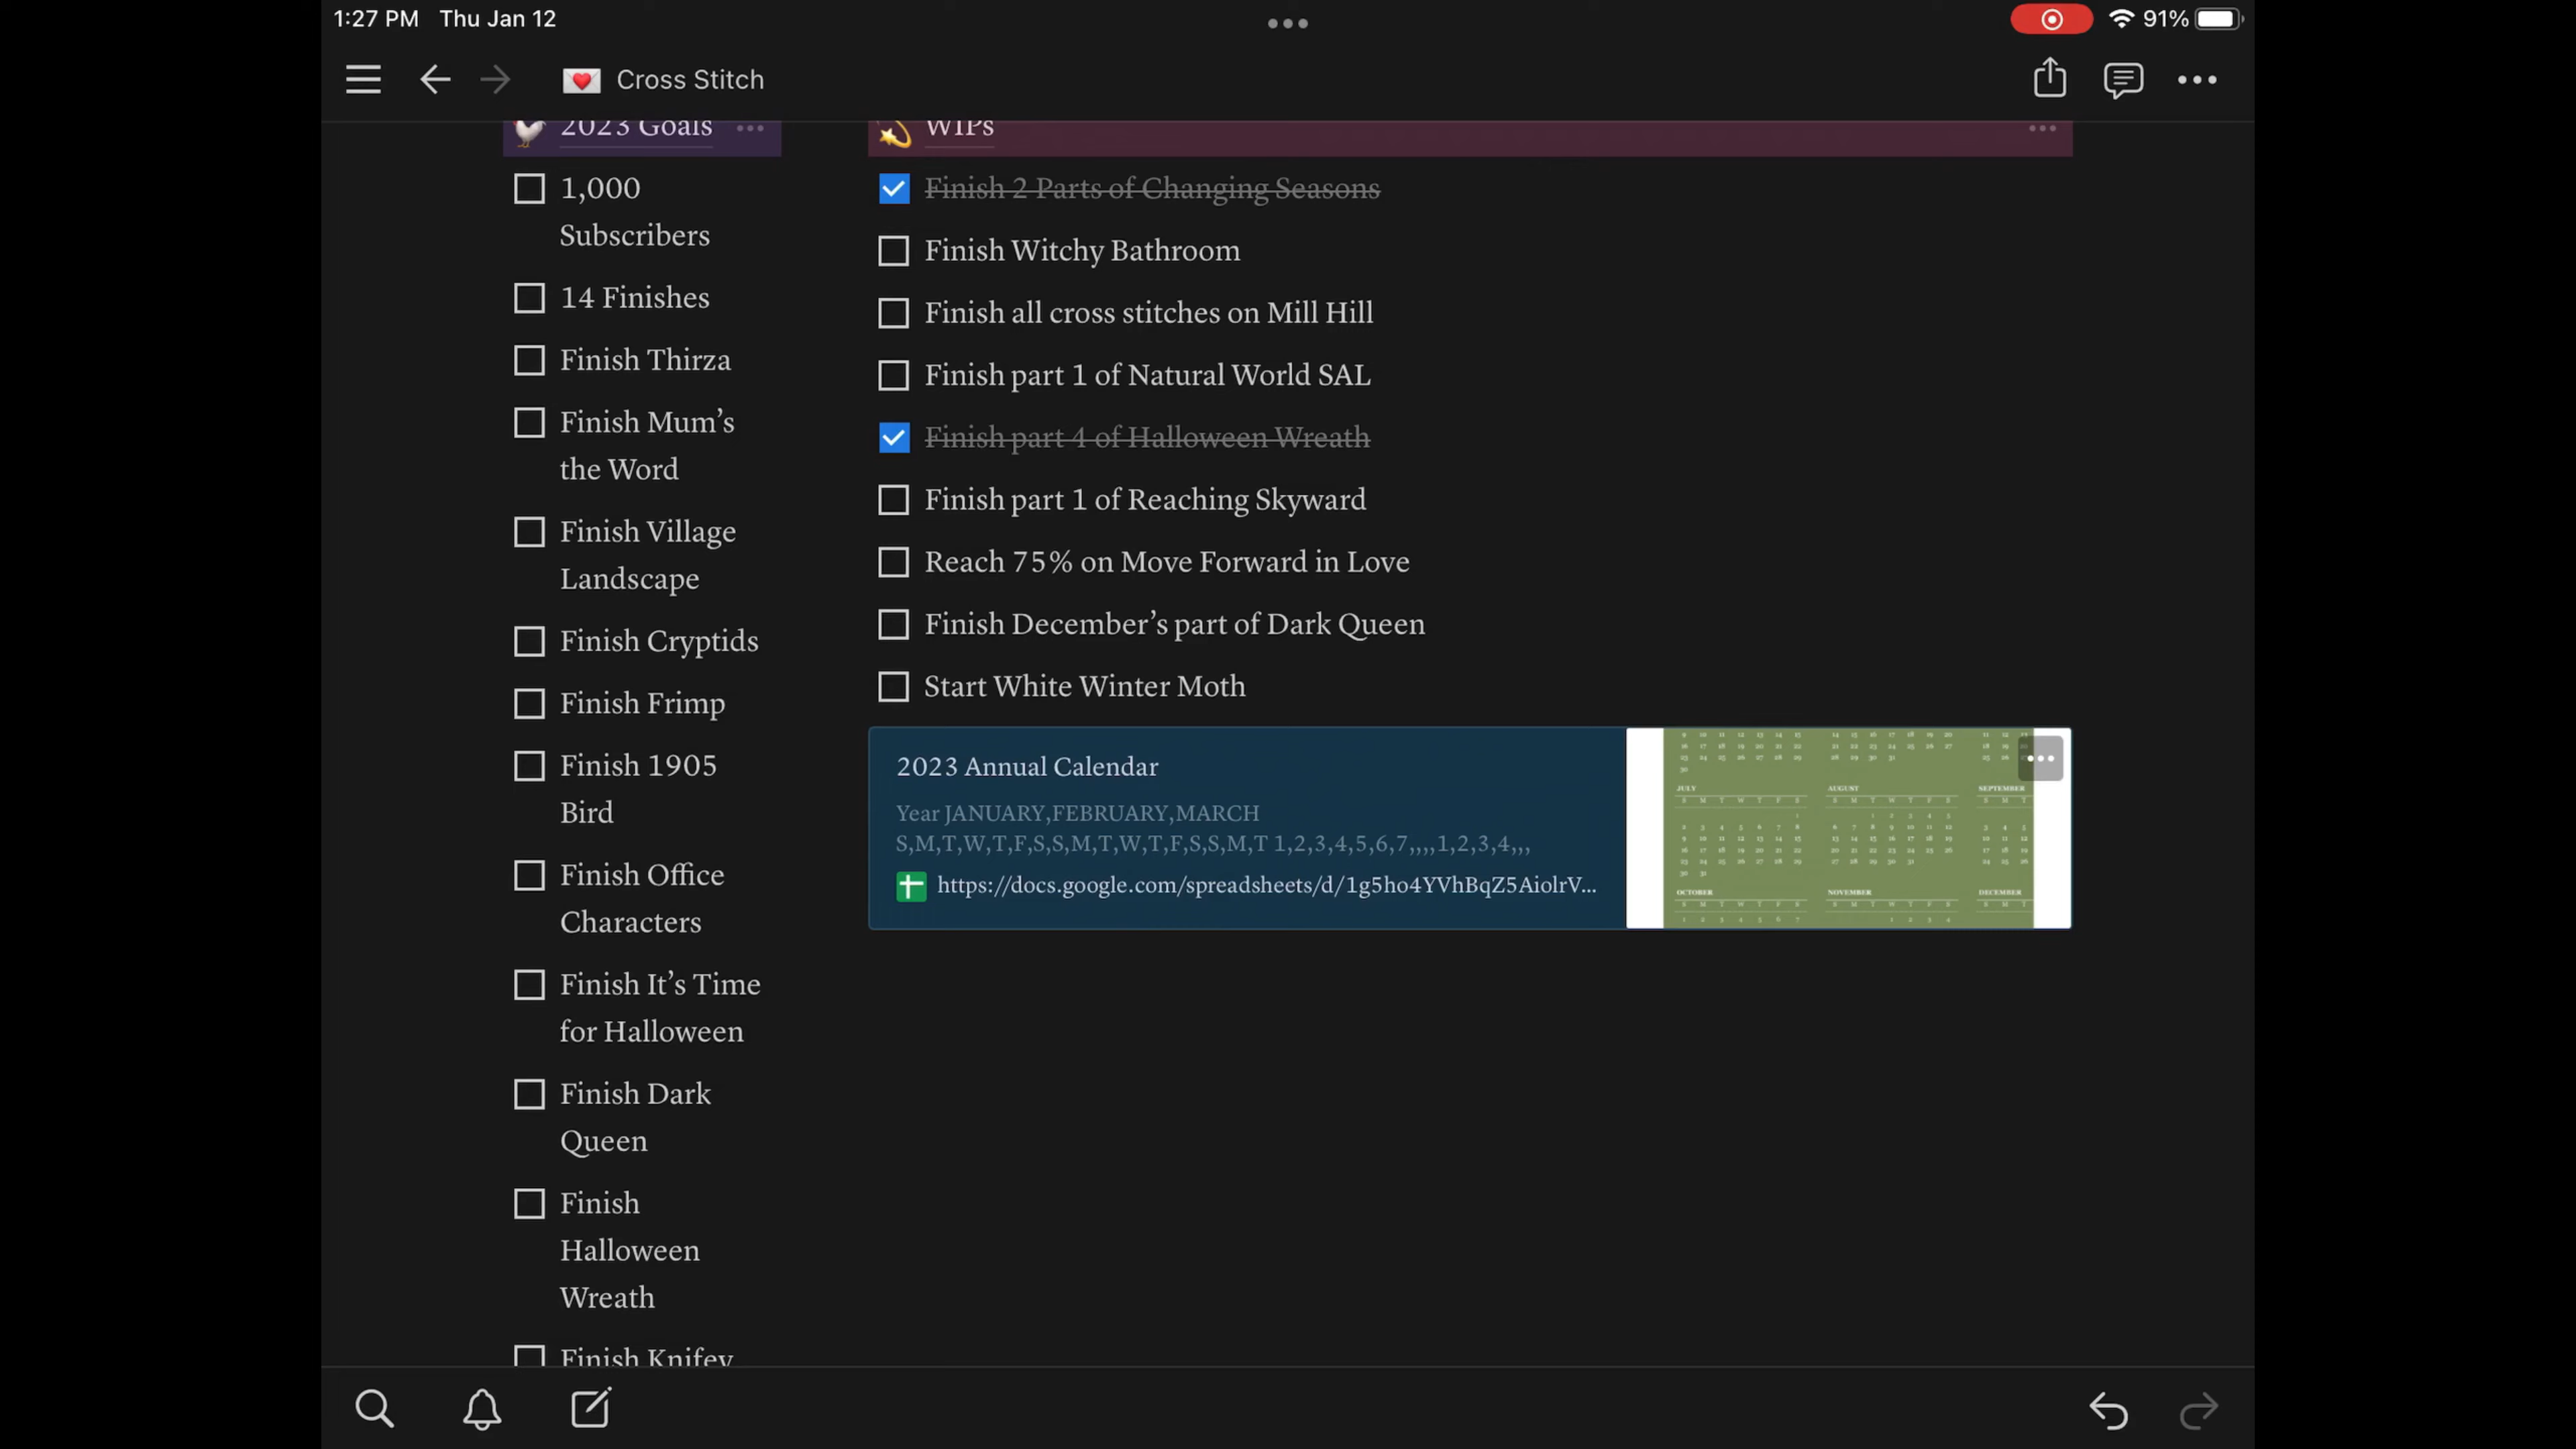 1:27 PM Thu Jan 12
91%
Cross Stitch
2023 Goals
1,000
Subscribers
14 Finishes
Finish Thirza
Finish Mum’s
the Word
Finish Village
Landscape
Finish Cryptids
Finish Frimp
Finish 1905
Bird
Finish Office
Characters
Finish It’s Time
for Halloween
Finish Dark
Queen
Finish
Halloween
Wreath
Finish Knifey
WIPs
Finish 2 Parts of Changing Seasons
Finish Witchy Bathroom
Finish all cross stitches on Mill Hill
Finish part 1 of Natural World SAL
Finish part 4 of Halloween Wreath
Finish part 1 of Reaching Skyward
Reach 75% on Move Forward in Love
Finish December’s part of Dark Queen
Start White Winter Moth
2023 Annual Calendar
Year JANUARY,FEBRUARY,MARCH
S,M,T,W,T,F,S,S,M,T,W,T,F,S,S,M,T 1,2,3,4,5,6,7,,,,1,2,3,4,,,
https://docs.google.com/spreadsheets/d/1g5ho4YVhBqZ5AiolrV...
JULY AUGUST SEPTEMBER
OCTOBER NOVEMBER DECEMBER